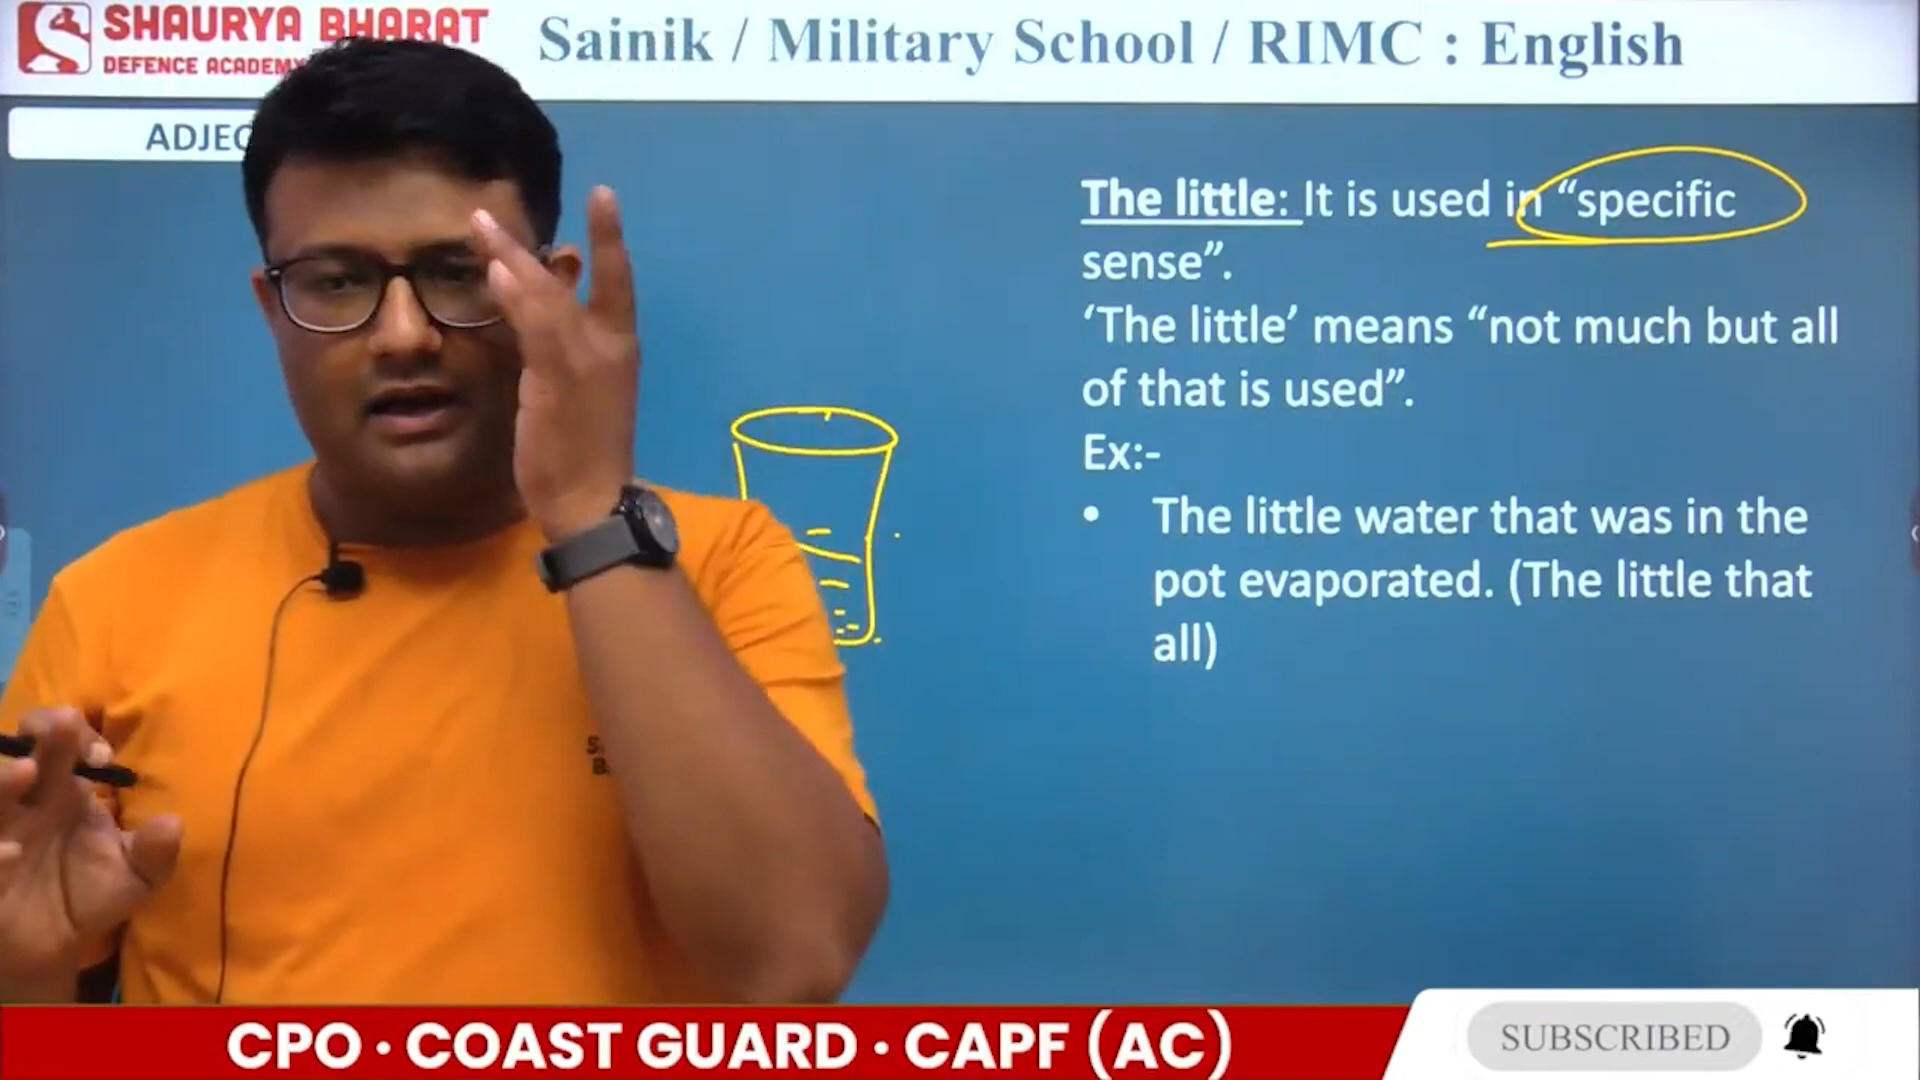 SHAURYA BHARAT
DEFENCE ACADEMY
Sainik / Military School / RIMC : English
The little: It is used in “specific
sense”.
‘The little’ means “not much but all
of that is used”.
Ex:-
• The little water that was in the
pot evaporated. (The little that
all)
CPO · COAST GUARD · CAPF (AC)
SUBSCRIBED